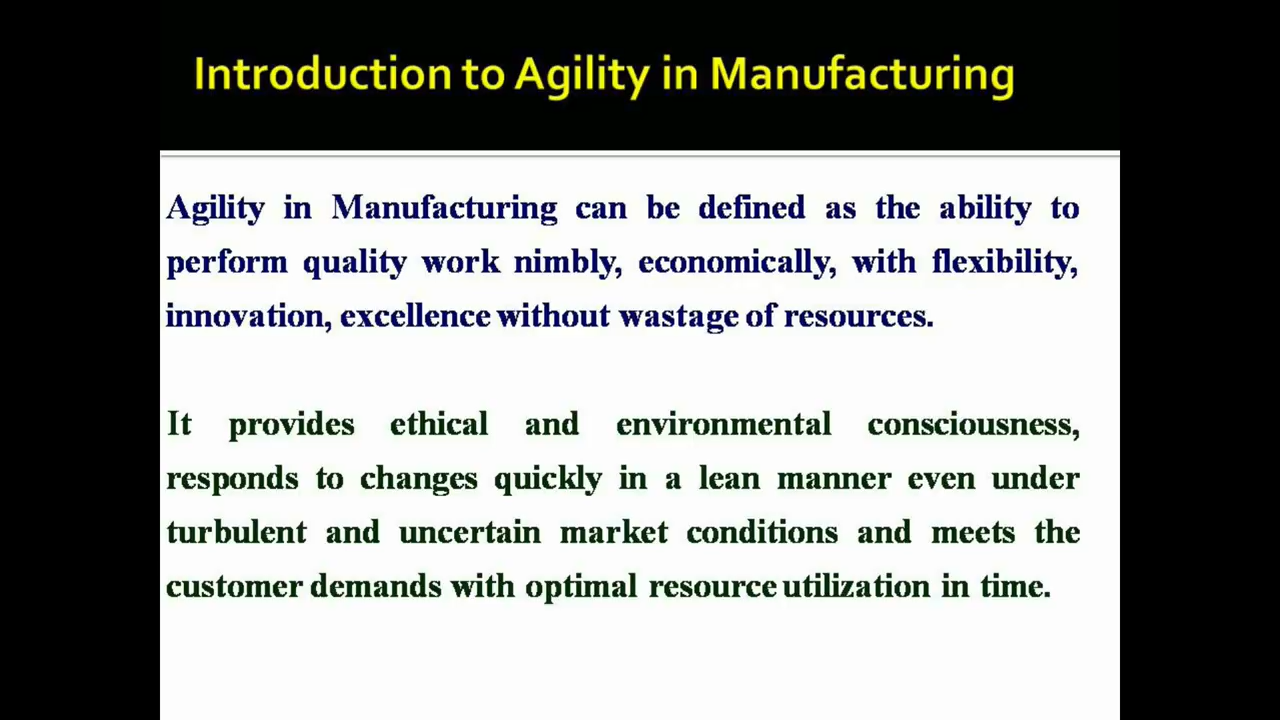 Introduction to Agility in Manufacturing
Agility in Manufacturing can be defined as the ability to
perform quality work nimbly, economically, with flexibility,
innovation, excellence without wastage of resources.
It provides ethical and environmental consciousness,
responds to changes quickly in a lean manner even under
turbulent and uncertain market conditions and meets the
customer demands with optimal resource utilization in time.